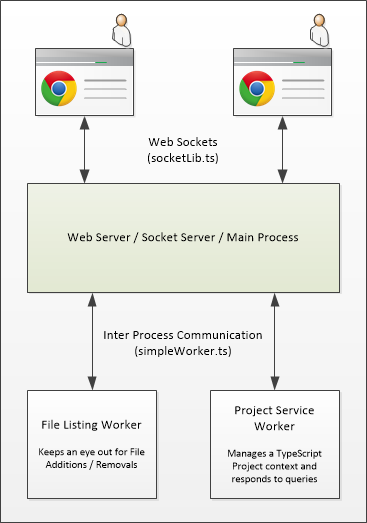 Web Sockets
(socketLib.ts)
Web Server / Socket Server / Main Process
Inter Process Communication
(simpleWorker.ts)
File Listing Worker
Keeps an eye out for File
Additions / Removals
Project Service
Worker
Manages a TypeScript
Project context and
responds to queries